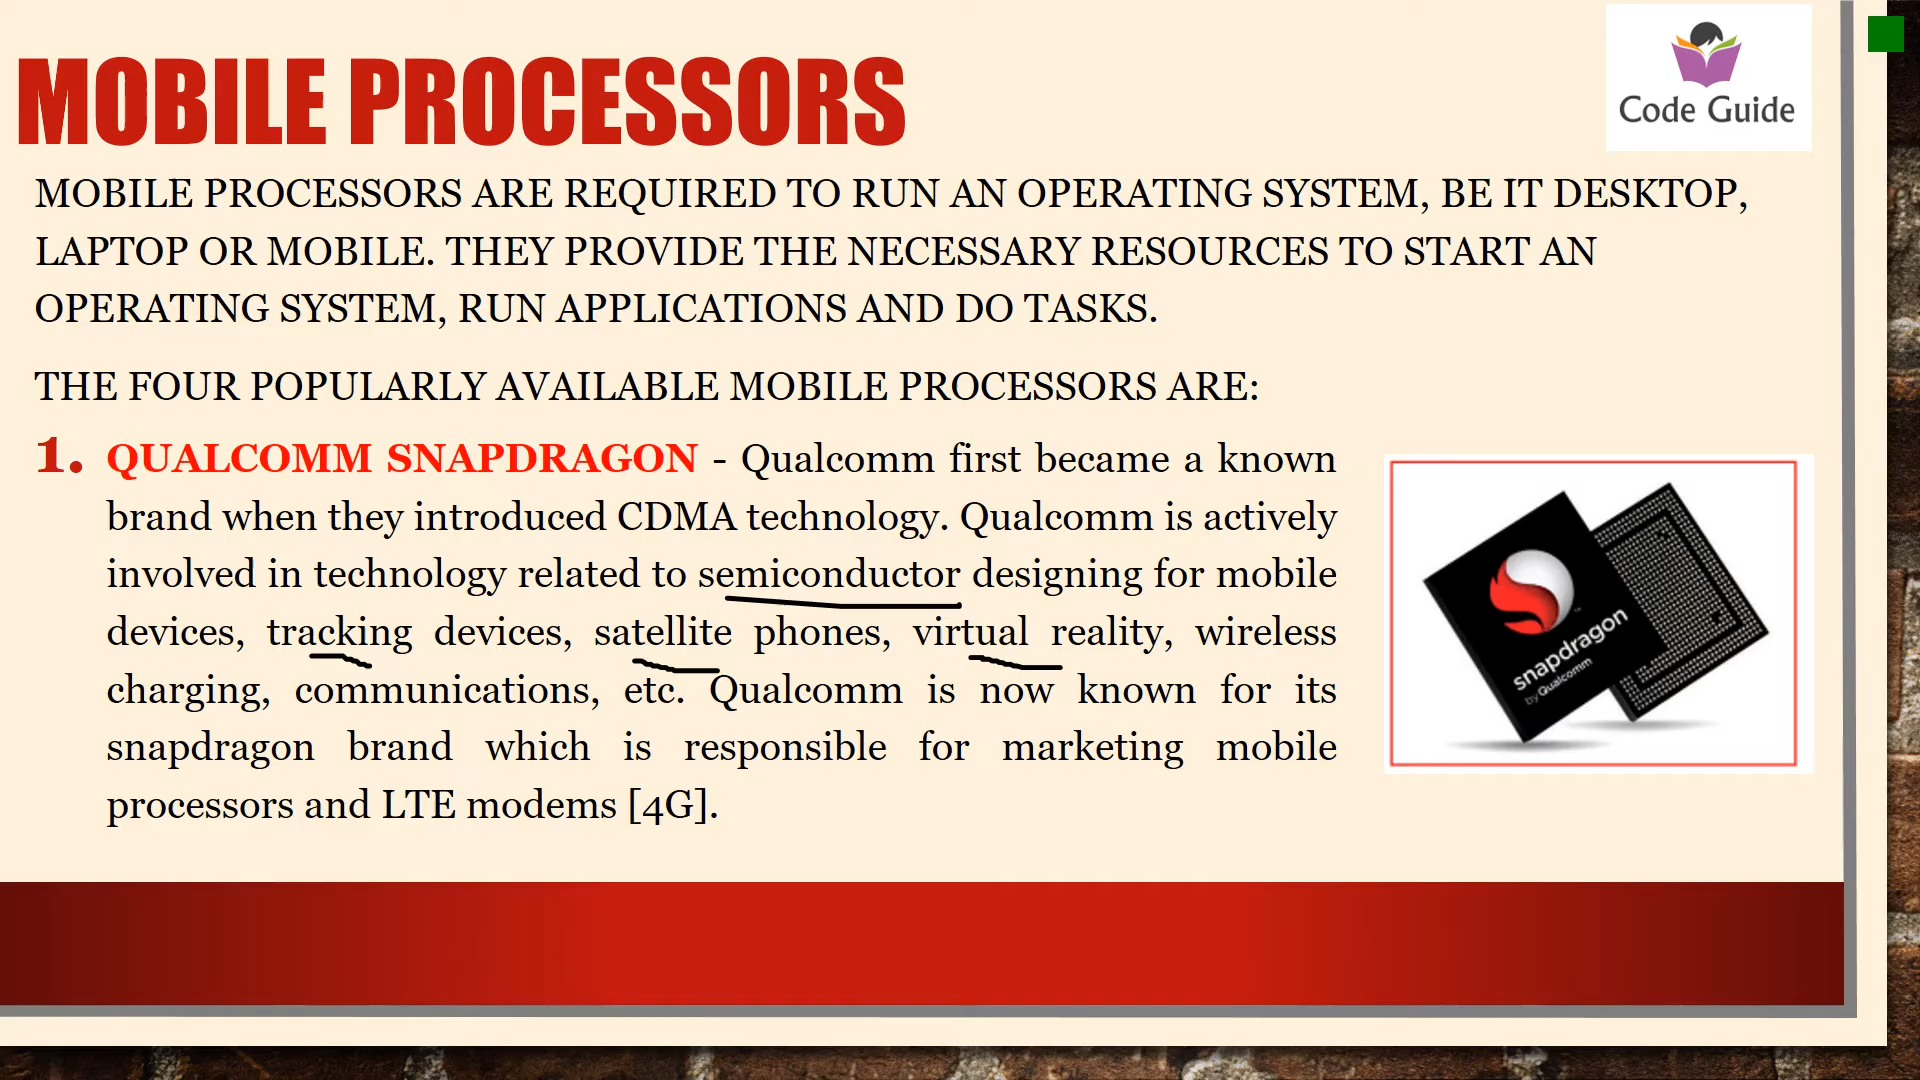 MOBILE PROCESSORS
Code Guide
MOBILE PROCESSORS ARE REQUIRED TO RUN AN OPERATING SYSTEM, BE IT DESKTOP,
LAPTOP OR MOBILE. THEY PROVIDE THE NECESSARY RESOURCES TO START AN
OPERATING SYSTEM, RUN APPLICATIONS AND DO TASKS.
THE FOUR POPULARLY AVAILABLE MOBILE PROCESSORS ARE:
1. QUALCOMM SNAPDRAGON - Qualcomm first became a known
brand when they introduced CDMA technology. Qualcomm is actively
involved in technology related to semiconductor designing for mobile
devices, tracking devices, satellite phones, virtual reality, wireless
charging, communications, etc. Qualcomm is now known for its
snapdragon brand which is responsible for marketing mobile
processors and LTE modems [4G].
snapdragon
by Qualcomm